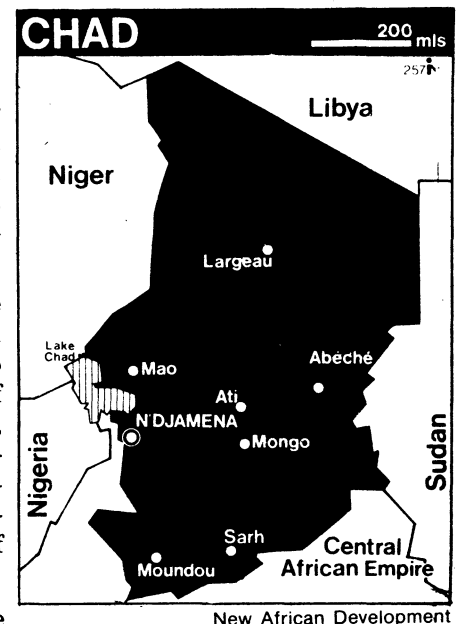 CHAD
200 mls
257
Libya
Niger
Largeau
Lake
Chad
Mao
Abéché
Ati
N'DJAMENA
Mongo
Nigeria
Sudan
Sarh
Moundou
Central
African Empire
New African Development